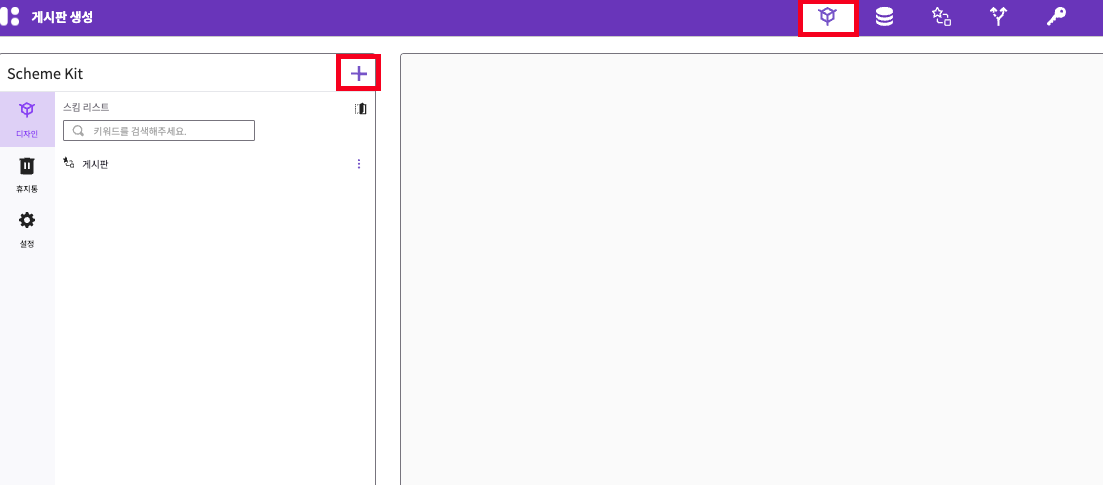 게시판 생성
Scheme Kit
스킴 리스트
디자인
키워드를 검색해주세요.
게시판
휴지통
설정